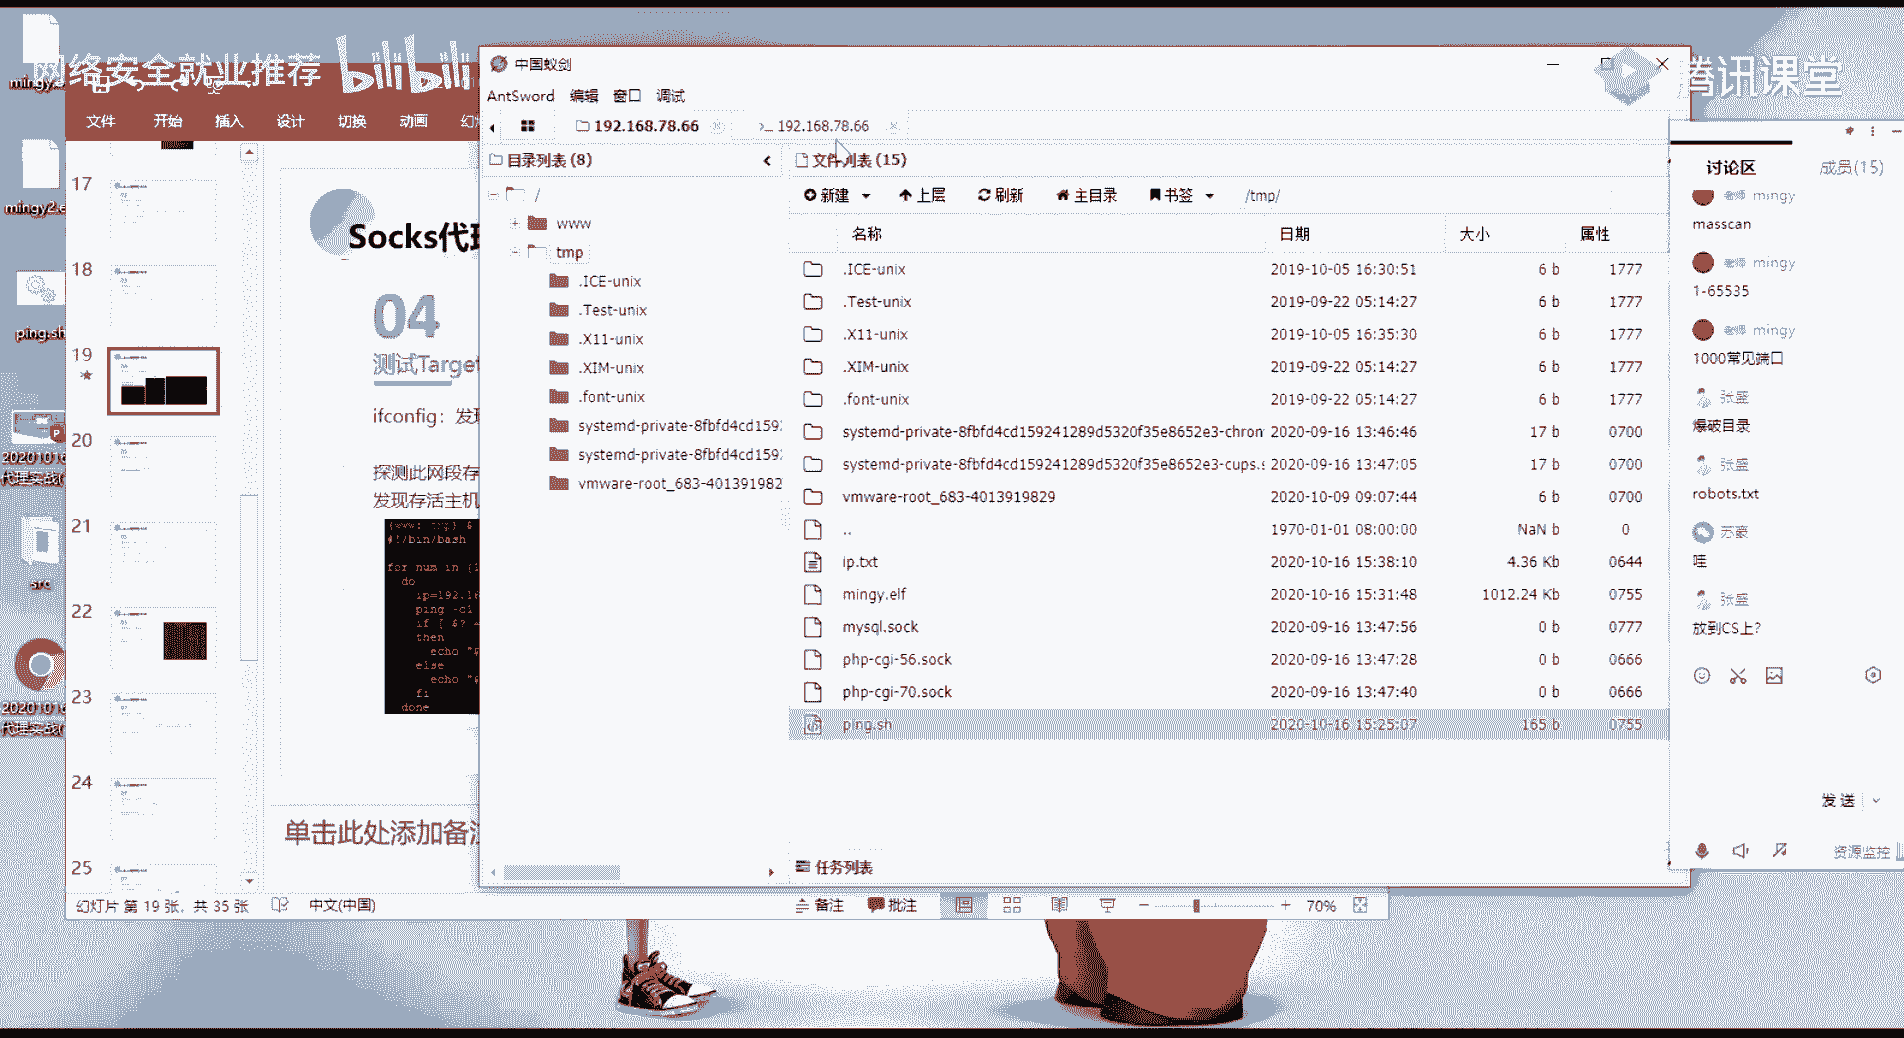 网络安全就业推荐
bilibili
腾讯课堂
mingy
mingy2.e
ping.sh
src
文件
开始
插入
设计
切换
动画
17
18
19
20
21
22
23
24
25
Socks代理
04
测试Target
ifconfig：发现
探测此网段存
发现存活主机
#!/bin/bash
for num in {1
do
ip=192.16
ping -c1
if [ $? =
then
echo "$
else
echo "$
fi
done
单击此处添加备注
幻灯片 第 19 张，共 35 张
中文(中国)
备注
批注
70%
中国蚁剑
AntSword 编辑 窗口 调试
192.168.78.66
>_ 192.168.78.66
目录列表 (8)
/
www
tmp
.ICE-unix
.Test-unix
.X11-unix
.XIM-unix
.font-unix
systemd-private-8fbfd4cd159
systemd-private-8fbfd4cd159
vmware-root_683-401391982
文件列表 (15)
新建 上层 刷新 主目录 书签 /tmp/
名称 日期 大小 属性
.ICE-unix 2019-10-05 16:30:51 6 b 1777
.Test-unix 2019-09-22 05:14:27 6 b 1777
.X11-unix 2019-10-05 16:35:30 6 b 1777
.XIM-unix 2019-09-22 05:14:27 6 b 1777
.font-unix 2019-09-22 05:14:27 6 b 1777
systemd-private-8fbfd4cd159241289d5320f35e8652e3-chron 2020-09-16 13:46:46 17 b 0700
systemd-private-8fbfd4cd159241289d5320f35e8652e3-cups.s 2020-09-16 13:47:05 17 b 0700
vmware-root_683-4013919829 2020-10-09 09:07:44 6 b 0700
.. 1970-01-01 08:00:00 NaN b 0
ip.txt 2020-10-16 15:38:10 4.36 Kb 0644
mingy.elf 2020-10-16 15:31:48 1012.24 Kb 0755
mysql.sock 2020-09-16 13:47:56 0 b 0777
php-cgi-56.sock 2020-09-16 13:47:28 0 b 0666
php-cgi-70.sock 2020-09-16 13:47:40 0 b 0666
ping.sh 2020-10-16 15:25:07 165 b 0755
任务列表
讨论区
成员(15)
老师 mingy
masscan
老师 mingy
1-65535
老师 mingy
1000常见端口
张盛
爆破目录
张盛
robots.txt
苏豪
哇
张盛
放到CS上?
发送
资源监控